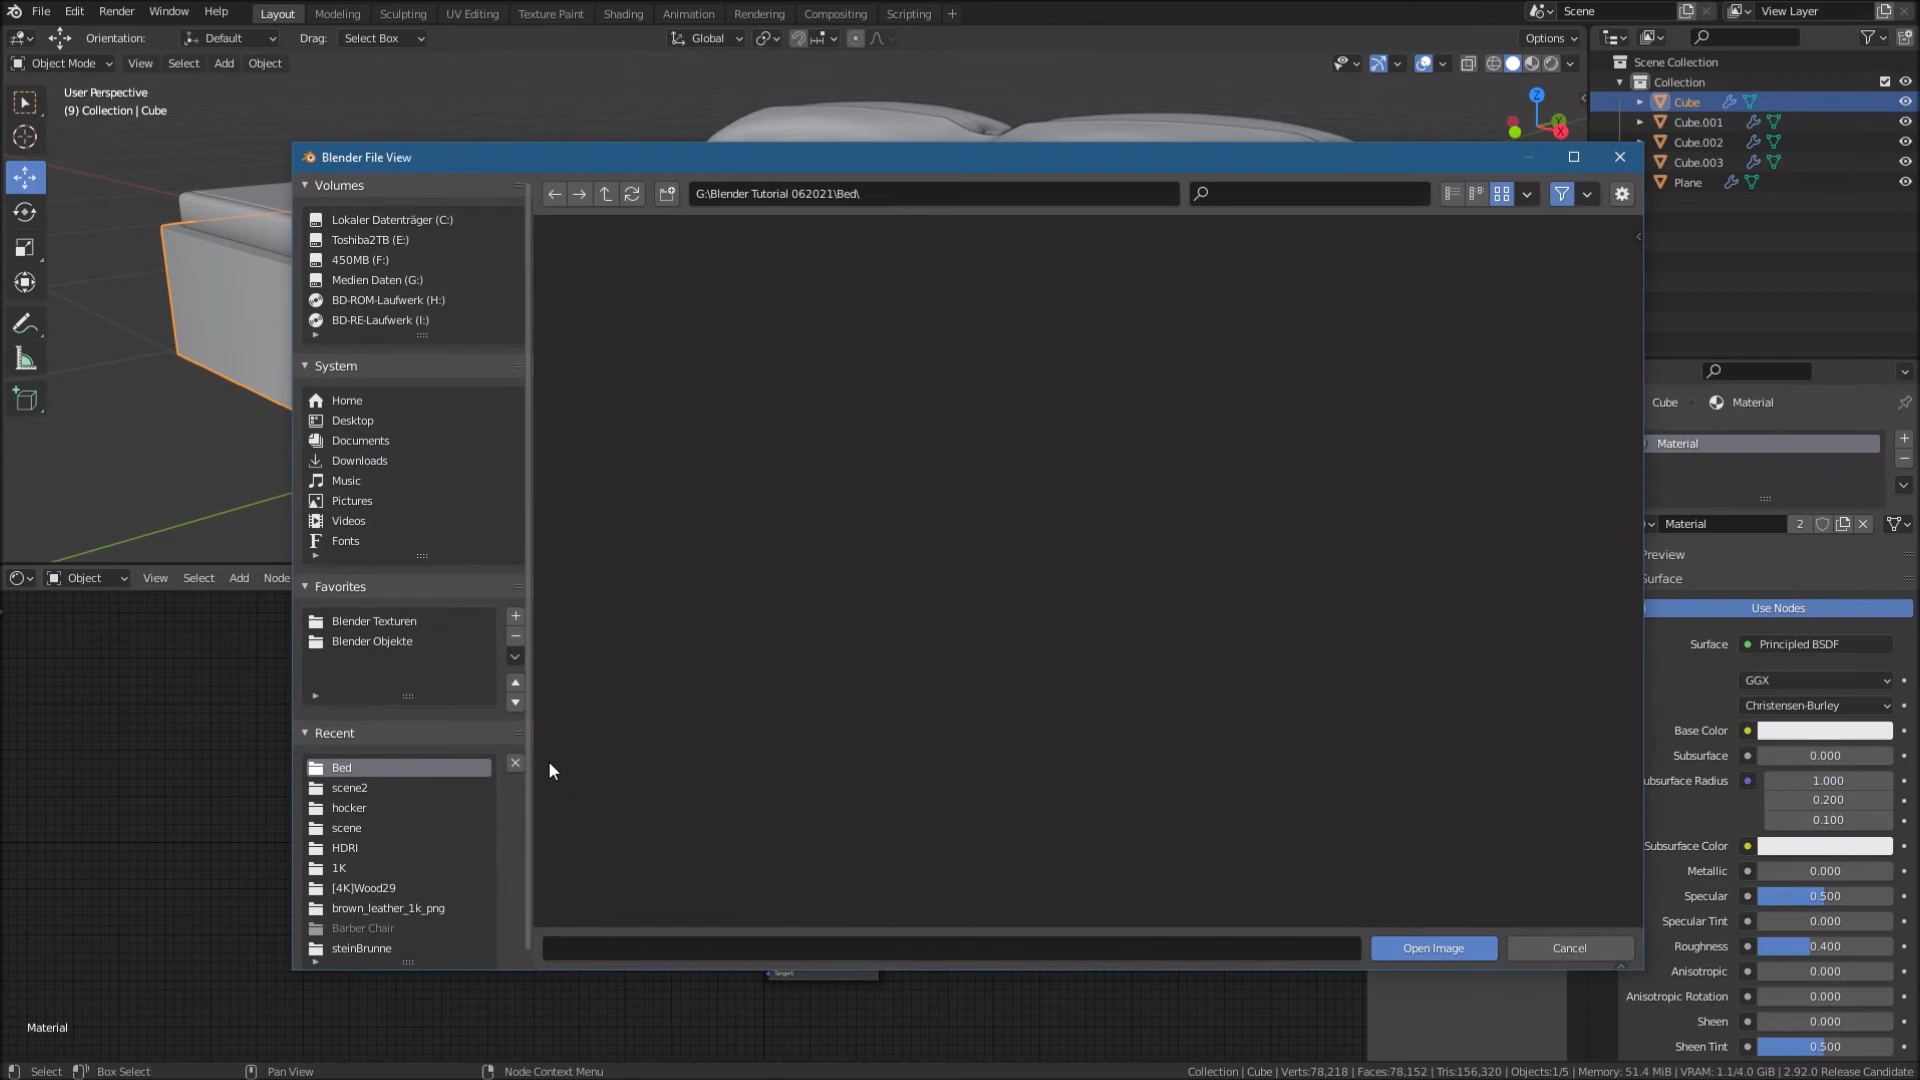 File Edit Render Window Help Layout Modeling Sculpting UV Editing Texture Paint Shading Animation Rendering Compositing Scripting + Scene View Layer
Orientation: Default Drag: Select Box Global Options
Object Mode View Select Add Object
User Perspective
(9) Collection | Cube
Z
Y
X
Scene Collection
Collection
Cube
Cube.001
Cube.002
Cube.003
Plane
Blender File View
Volumes
Lokaler Datenträger (C:)
Toshiba2TB (E:)
450MB (F:)
Medien Daten (G:)
BD-ROM-Laufwerk (H:)
BD-RE-Laufwerk (I:)
System
Home
Desktop
Documents
Downloads
Music
Pictures
Videos
Fonts
Favorites
Blender Texturen
Blender Objekte
Recent
Bed
scene2
hocker
scene
HDRI
1K
[4K]Wood29
brown_leather_1k_png
Barber Chair
steinBrunne
G:\Blender Tutorial 062021\Bed\
Open Image Cancel
Object View Select Add Node
Target
Material
Cube Material
Material
Material 2
Preview
Surface
Use Nodes
Surface Principled BSDF
GGX
Christensen-Burley
Base Color
Subsurface 0.000
ubsurface Radius 1.000
0.200
0.100
Subsurface Color
Metallic 0.000
Specular 0.500
Specular Tint 0.000
Roughness 0.400
Anisotropic 0.000
Anisotropic Rotation 0.000
Sheen 0.000
Sheen Tint 0.500
Select Box Select Pan View Node Context Menu Collection | Cube | Verts:78,218 | Faces:78,152 | Tris:156,320 | Objects:1/5 | Memory: 51.4 MiB | VRAM: 1.1/4.0 GiB | 2.92.0 Release Candidate